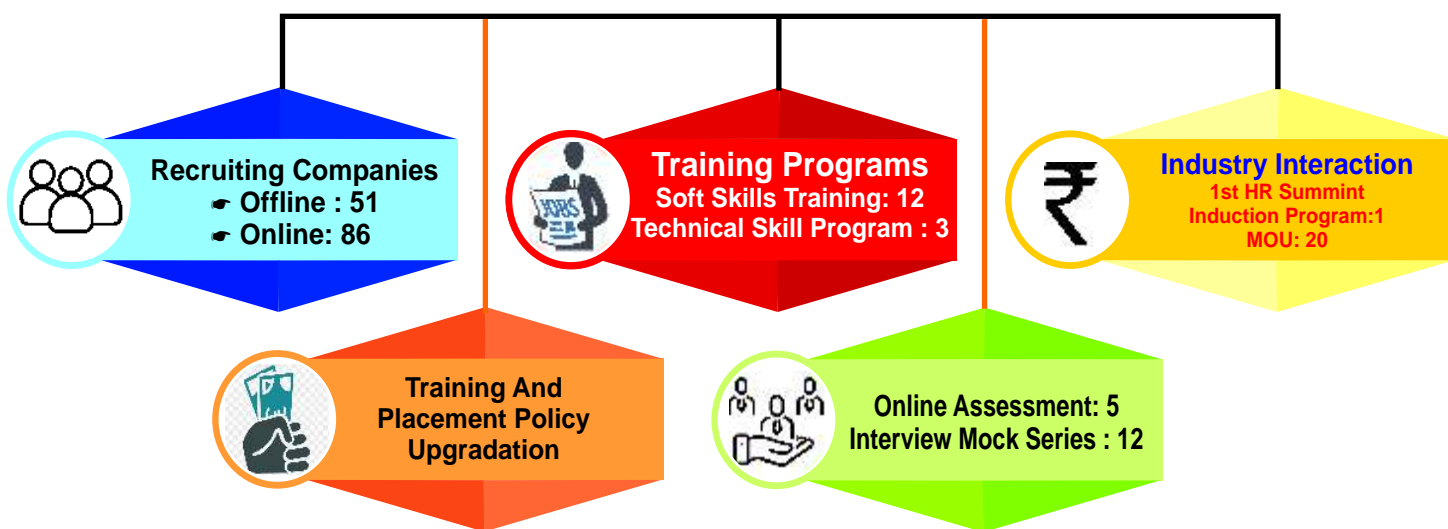 Recruiting Companies
☛ Offline : 51
☛ Online: 86
Training Programs
Soft Skills Training: 12
Technical Skill Program : 3
JOBS
Industry Interaction
1st HR Summint
Induction Program:1
MOU: 20
Training And
Placement Policy
Upgradation
Online Assessment: 5
Interview Mock Series : 12